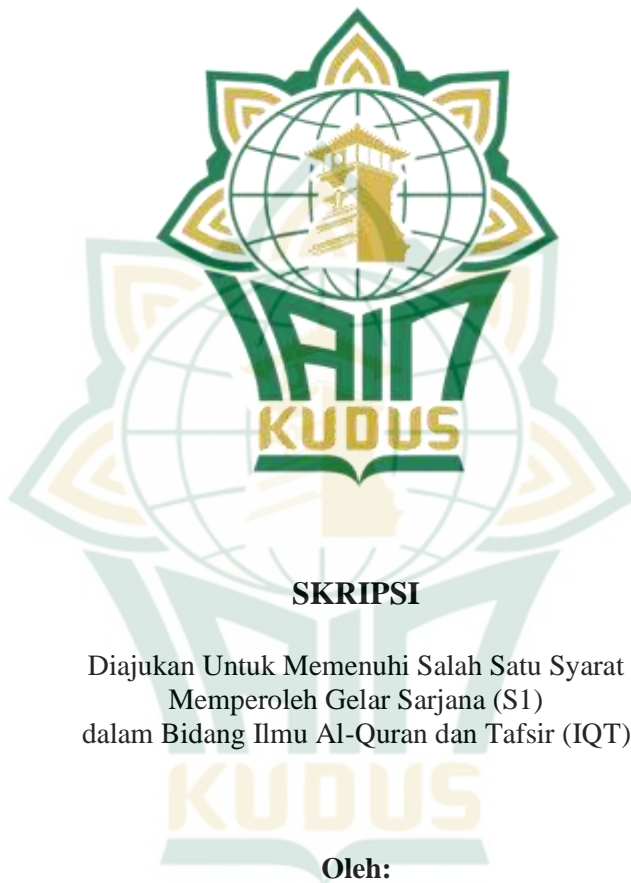 IAIN
KUDUS
SKRIPSI
Diajukan Untuk Memenuhi Salah Satu Syarat
Memperoleh Gelar Sarjana (S1)
dalam Bidang Ilmu Al-Quran dan Tafsir (IQT)
KUDUS
Oleh: